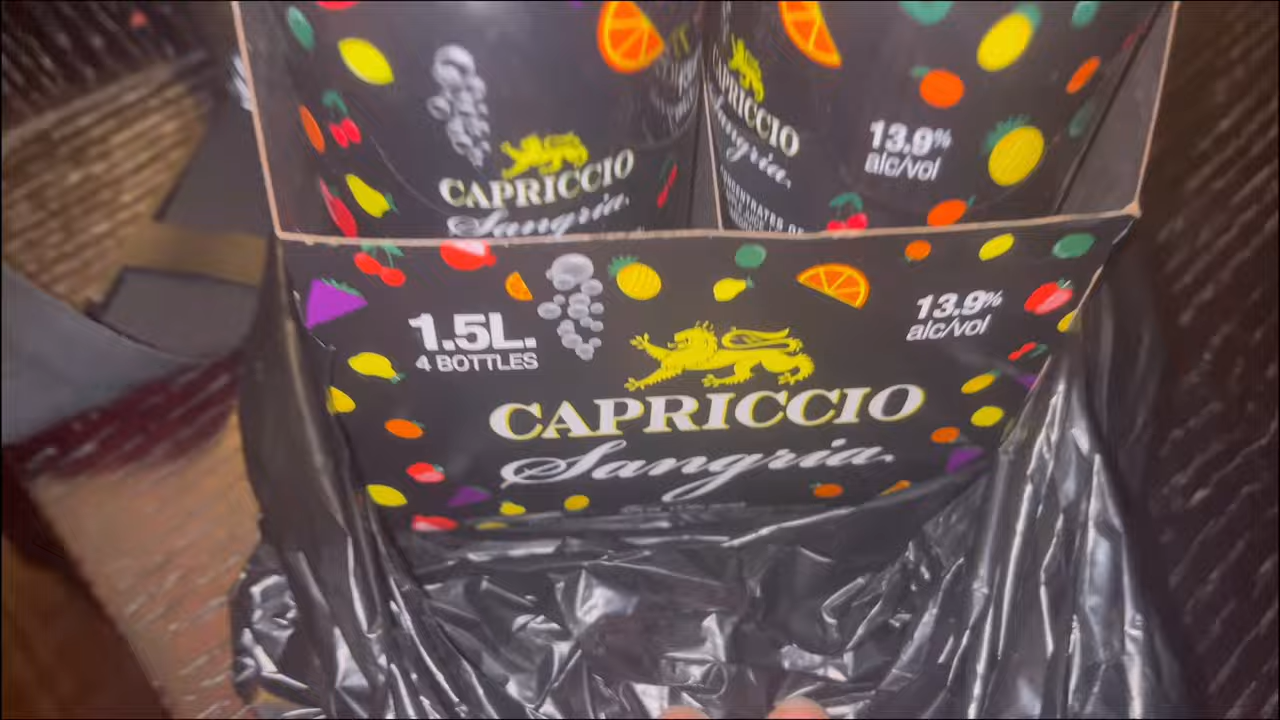 CAPRICCIO
Sangria.
CAPRICCIO
Sangria.
13.9%
alc/vol
1.5L.
4 BOTTLES
13.9%
alc/vol
CAPRICCIO
Sangria.